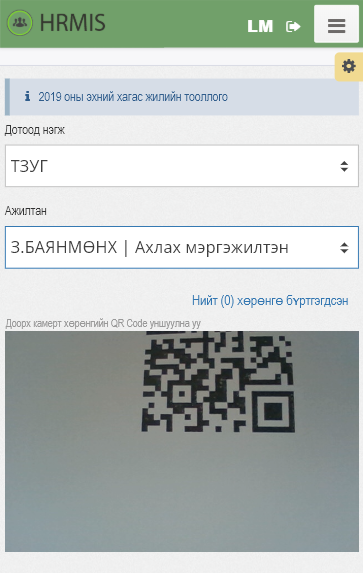 HRMIS
LM
2019 оны эхний хагас жилийн тооллого
Дотоод нэгж
ТЗУГ
Ажилтан
З.БАЯНМӨНХ | Ахлах мэргэжилтэн
Нийт (0) хөрөнгө бүртгэгдсэн
Доорх камерт хөрөнгийн QR Code уншуулна уу